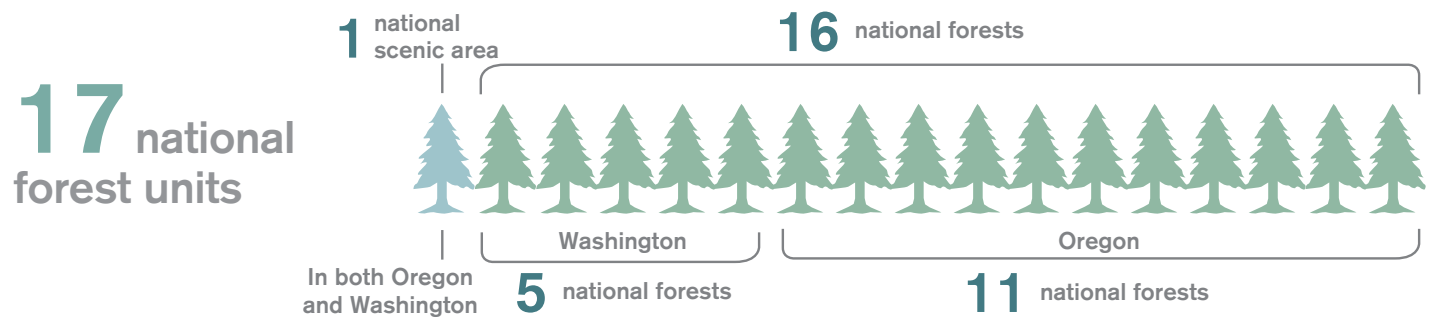 1 national
scenic area
16 national forests
17 national
forest units
Washington
Oregon
In both Oregon
and Washington
5 national forests
11 national forests